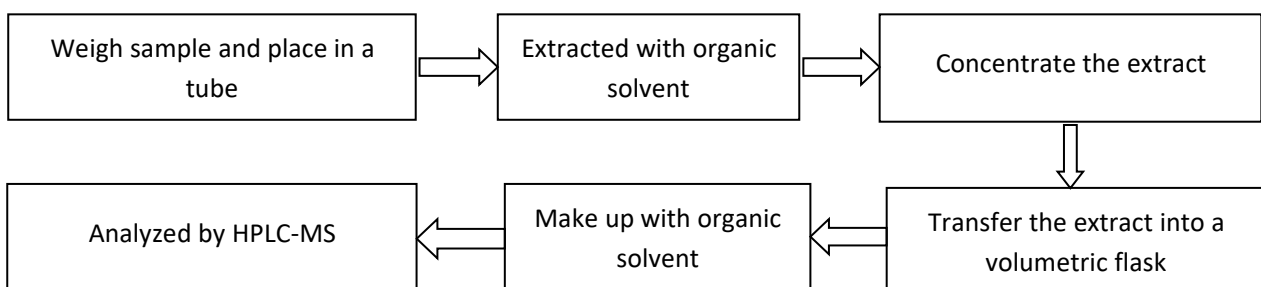 Weigh sample and place in a
tube
Extracted with organic
solvent
Concentrate the extract
Transfer the extract into a
volumetric flask
Make up with organic
solvent
Analyzed by HPLC-MS